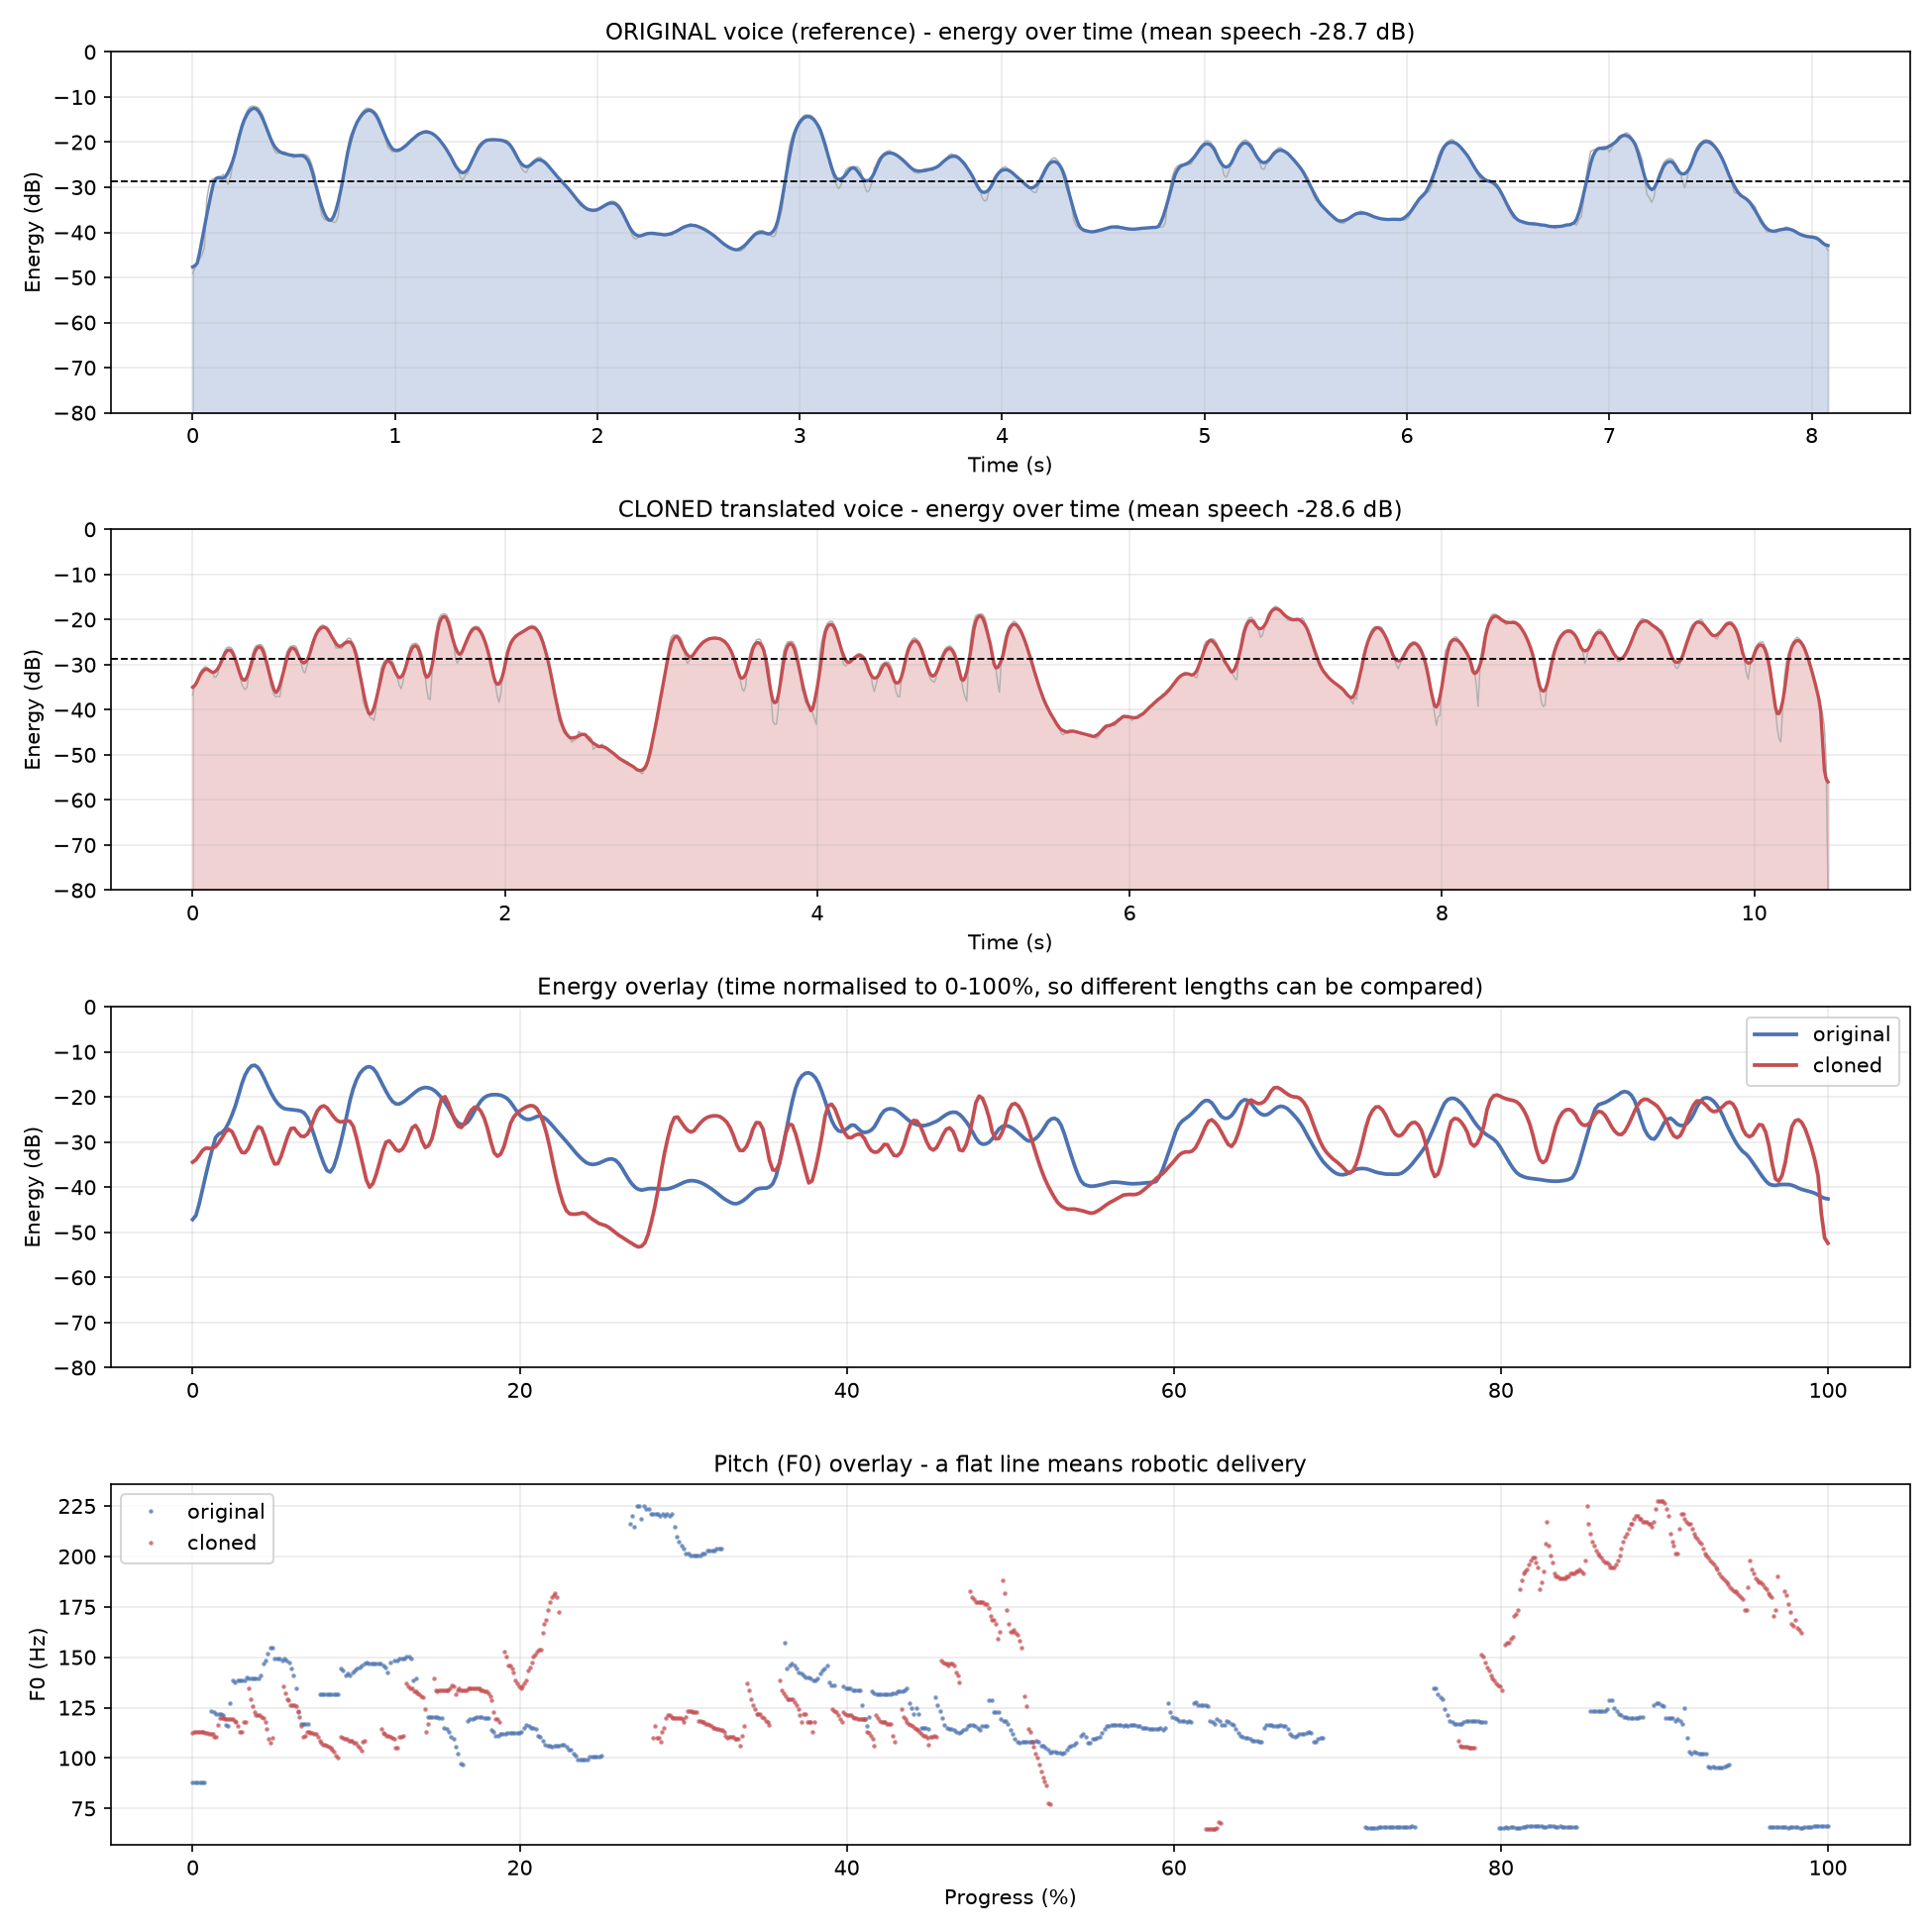 ORIGINAL voice (reference) - energy over time (mean speech -28.7 dB)
0
−10
−20
−30
−40
−50
−60
−70
−80
Energy (dB)
0 1 2 3 4 5 6 7 8
Time (s)
CLONED translated voice - energy over time (mean speech -28.6 dB)
0
−10
−20
−30
−40
−50
−60
−70
−80
Energy (dB)
0 2 4 6 8 10
Time (s)
Energy overlay (time normalised to 0-100%, so different lengths can be compared)
original
cloned
0
−10
−20
−30
−40
−50
−60
−70
−80
Energy (dB)
0 20 40 60 80 100
Pitch (F0) overlay - a flat line means robotic delivery
original
cloned
225
200
175
150
125
100
75
F0 (Hz)
0 20 40 60 80 100
Progress (%)